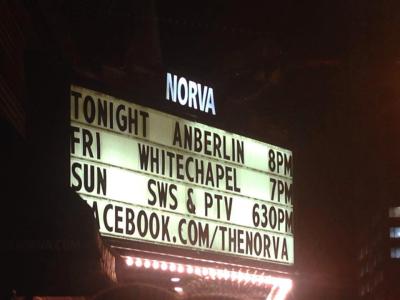 NORVA
TONIGHT ANBERLIN 8PM
FRI WHITECHAPEL 7PM
SUN SWS & PTV 630PM
FACEBOOK.COM/THENORVA